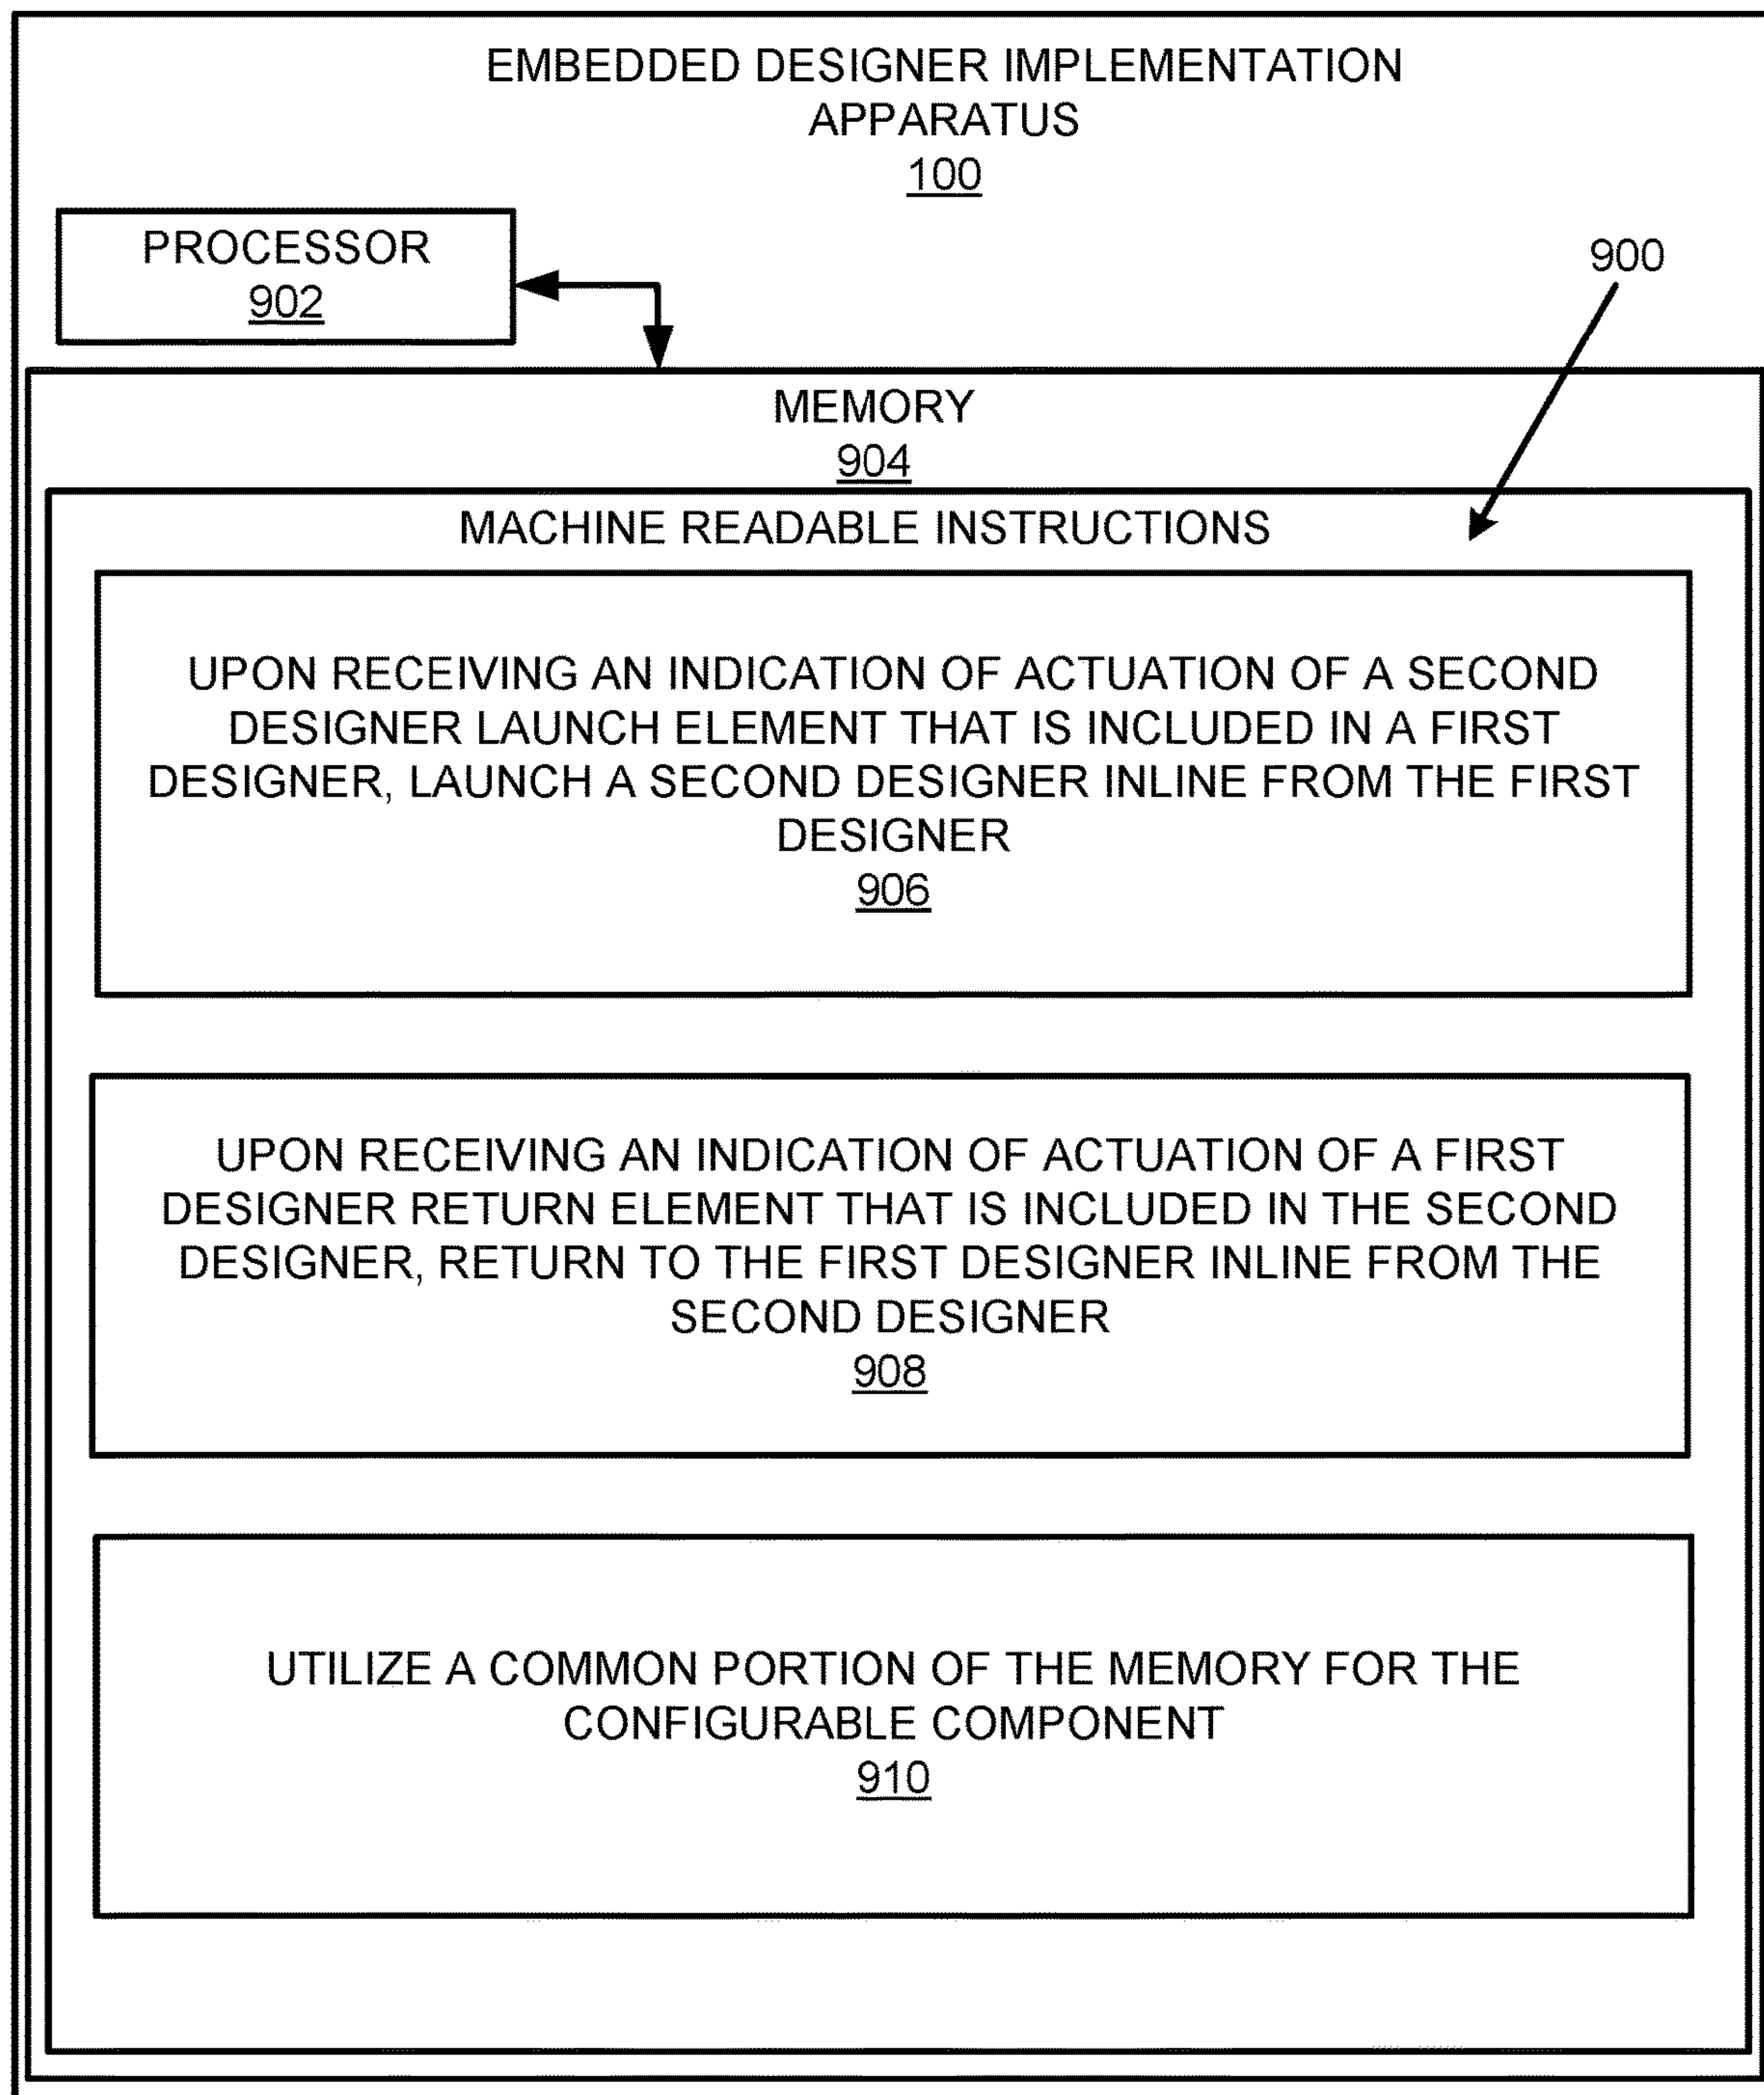 EMBEDDED DESIGNER IMPLEMENTATION
APPARATUS
100
PROCESSOR
902
900
MEMORY
904
MACHINE READABLE INSTRUCTIONS
UPON RECEIVING AN INDICATION OF ACTUATION OF A SECOND
DESIGNER LAUNCH ELEMENT THAT IS INCLUDED IN A FIRST
DESIGNER, LAUNCH A SECOND DESIGNER INLINE FROM THE FIRST
DESIGNER
906
UPON RECEIVING AN INDICATION OF ACTUATION OF A FIRST
DESIGNER RETURN ELEMENT THAT IS INCLUDED IN THE SECOND
DESIGNER, RETURN TO THE FIRST DESIGNER INLINE FROM THE
SECOND DESIGNER
908
UTILIZE A COMMON PORTION OF THE MEMORY FOR THE
CONFIGURABLE COMPONENT
910